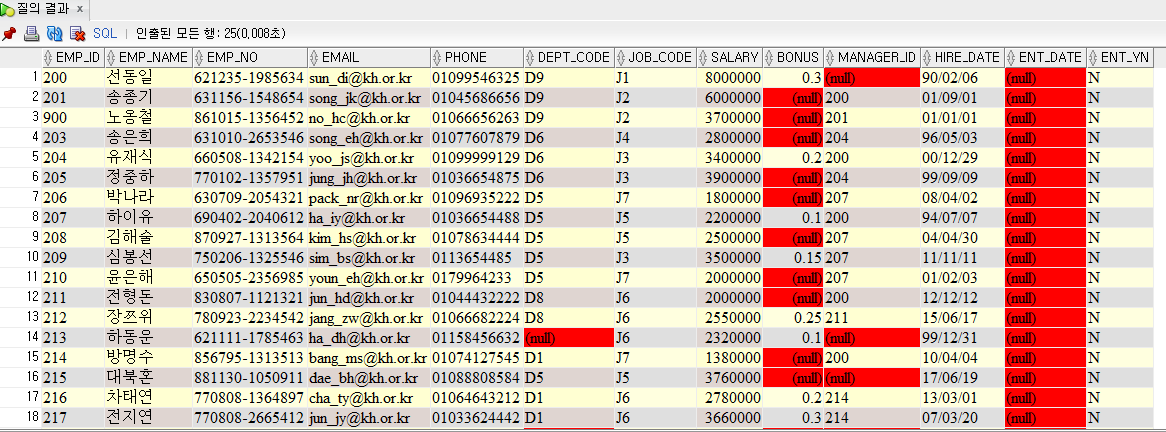 질의 결과 x
SQL | 인출된 모든 행: 25(0,008초)
EMP_ID EMP_NAME EMP_NO EMAIL PHONE DEPT_CODE JOB_CODE SALARY BONUS MANAGER_ID HIRE_DATE ENT_DATE ENT_YN
1 200 선동일 621235-1985634 sun_di@kh.or.kr 01099546325 D9 J1 8000000 0.3 (null) 90/02/06 (null) N
2 201 송종기 631156-1548654 song_jk@kh.or.kr 01045686656 D9 J2 6000000 (null) 200 01/09/01 (null) N
3 900 노옹철 861015-1356452 no_hc@kh.or.kr 01066656263 D9 J2 3700000 (null) 201 01/01/01 (null) N
4 203 송은희 631010-2653546 song_eh@kh.or.kr 01077607879 D6 J4 2800000 (null) 204 96/05/03 (null) N
5 204 유재식 660508-1342154 yoo_js@kh.or.kr 01099999129 D6 J3 3400000 0.2 200 00/12/29 (null) N
6 205 정중하 770102-1357951 jung_jh@kh.or.kr 01036654875 D6 J3 3900000 (null) 204 99/09/09 (null) N
7 206 박나라 630709-2054321 pack_nr@kh.or.kr 01096935222 D5 J7 1800000 (null) 207 08/04/02 (null) N
8 207 하이유 690402-2040612 ha_iy@kh.or.kr 01036654488 D5 J5 2200000 0.1 200 94/07/07 (null) N
9 208 김해술 870927-1313564 kim_hs@kh.or.kr 01078634444 D5 J5 2500000 (null) 207 04/04/30 (null) N
10 209 심봉선 750206-1325546 sim_bs@kh.or.kr 0113654485 D5 J3 3500000 0.15 207 11/11/11 (null) N
11 210 윤은해 650505-2356985 youn_eh@kh.or.kr 0179964233 D5 J7 2000000 (null) 207 01/02/03 (null) N
12 211 전형돈 830807-1121321 jun_hd@kh.or.kr 01044432222 D8 J6 2000000 (null) 200 12/12/12 (null) N
13 212 장쯔위 780923-2234542 jang_zw@kh.or.kr 01066682224 D8 J6 2550000 0.25 211 15/06/17 (null) N
14 213 하동운 621111-1785463 ha_dh@kh.or.kr 01158456632 (null) J6 2320000 0.1 (null) 99/12/31 (null) N
15 214 방명수 856795-1313513 bang_ms@kh.or.kr 01074127545 D1 J7 1380000 (null) 200 10/04/04 (null) N
16 215 대북혼 881130-1050911 dae_bh@kh.or.kr 01088808584 D5 J5 3760000 (null) (null) 17/06/19 (null) N
17 216 차태연 770808-1364897 cha_ty@kh.or.kr 01064643212 D1 J6 2780000 0.2 214 13/03/01 (null) N
18 217 전지연 770808-2665412 jun_jy@kh.or.kr 01033624442 D1 J6 3660000 0.3 214 07/03/20 (null) N